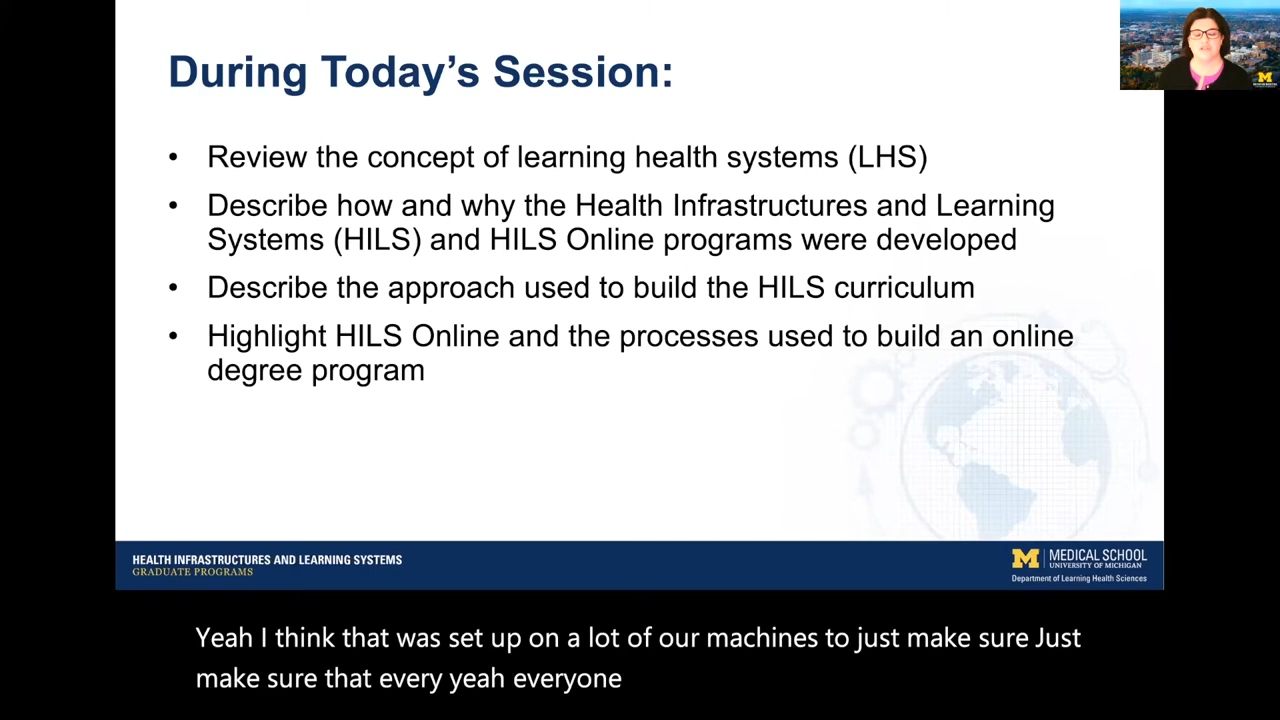 During Today's Session:
• Review the concept of learning health systems (LHS)
• Describe how and why the Health Infrastructures and Learning
Systems (HILS) and HILS Online programs were developed
• Describe the approach used to build the HILS curriculum
• Highlight HILS Online and the processes used to build an online
degree program
HEALTH INFRASTRUCTURES AND LEARNING SYSTEMS
GRADUATE PROGRAMS
M MEDICAL SCHOOL
UNIVERSITY OF MICHIGAN
Department of Learning Health Sciences
Yeah I think that was set up on a lot of our machines to just make sure Just
make sure that every yeah everyone